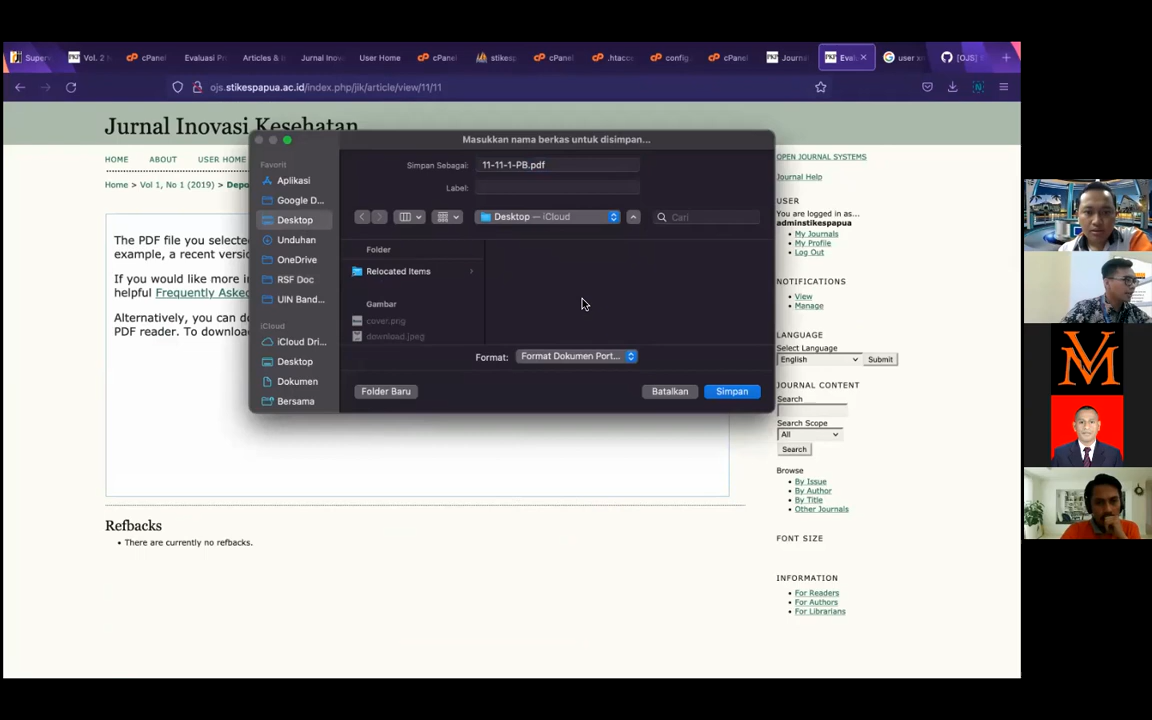 Vol. 2 N
cPanel
Evaluasi Pr
Articles & I
Jurnal Inov
User Home
cPanel
stikesp
cPanel
.htacce
config.
cPanel
Journal
Eval
user xr
[OJS]
ojs.stikespapua.ac.id/index.php/jik/article/view/11/11
Jurnal Inovasi Kesehatan
HOME
ABOUT
USER HOME
Home > Vol 1, No 1 (2019) > Depo
The PDF file you selecte
example, a recent versio
If you would like more in
helpful Frequently Aske
Alternatively, you can do
PDF reader. To downloa
Refbacks
• There are currently no refbacks.
Masukkan nama berkas untuk disimpan...
Simpan Sebagai:
11-11-1-PB.pdf
Label:
Favorit
Aplikasi
Google D...
Desktop
Unduhan
OneDrive
RSF Doc
UIN Band...
iCloud
iCloud Dri...
Desktop
Dokumen
Bersama
Desktop — iCloud
Cari
Folder
Relocated Items
Gambar
cover.png
download.jpeg
Format:
Format Dokumen Port...
Folder Baru
Batalkan
Simpan
OPEN JOURNAL SYSTEMS
Journal Help
USER
You are logged in as...
adminstikespapua
• My Journals
• My Profile
• Log Out
NOTIFICATIONS
• View
• Manage
LANGUAGE
Select Language
English
Submit
JOURNAL CONTENT
Search
Search Scope
All
Search
Browse
• By Issue
• By Author
• By Title
• Other Journals
FONT SIZE
INFORMATION
• For Readers
• For Authors
• For Librarians